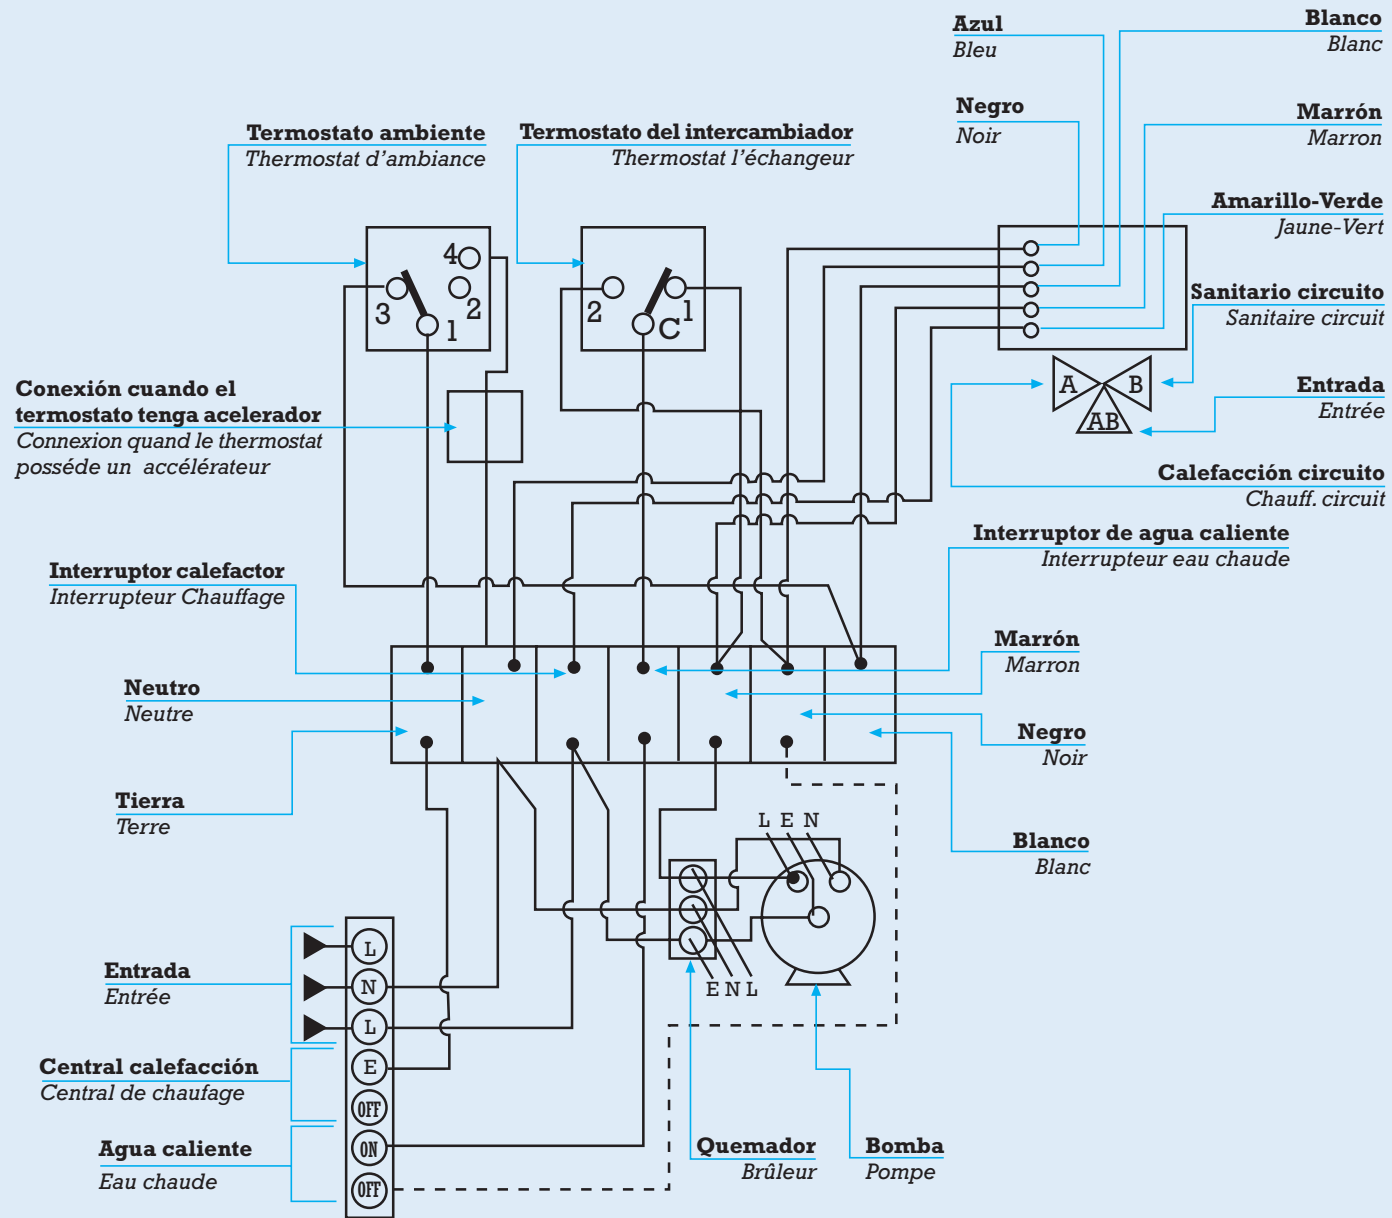 Azul
Bleu
Blanco
Blanc
Negro
Noir
Marrón
Marron
Termostato ambiente
Thermostat d'ambiance
Termostato del intercambiador
Thermostat l'échangeur
Amarillo-Verde
Jaune-Vert
4
3
2
1
2
C
1
Sanitario circuito
Sanitaire circuit
A
B
AB
Entrada
Entrée
Conexión cuando el
termostato tenga acelerador
Connexion quand le thermostat
posséde un accélérateur
Calefacción circuito
Chauff. circuit
Interruptor de agua caliente
Interrupteur eau chaude
Interruptor calefactor
Interrupteur Chauffage
Marrón
Marron
Neutro
Neutre
Negro
Noir
Tierra
Terre
Blanco
Blanc
L E N
E N L
Entrada
Entrée
L
N
L
E
OFF
ON
OFF
Central calefacción
Central de chaufage
Agua caliente
Eau chaude
Quemador
Brûleur
Bomba
Pompe